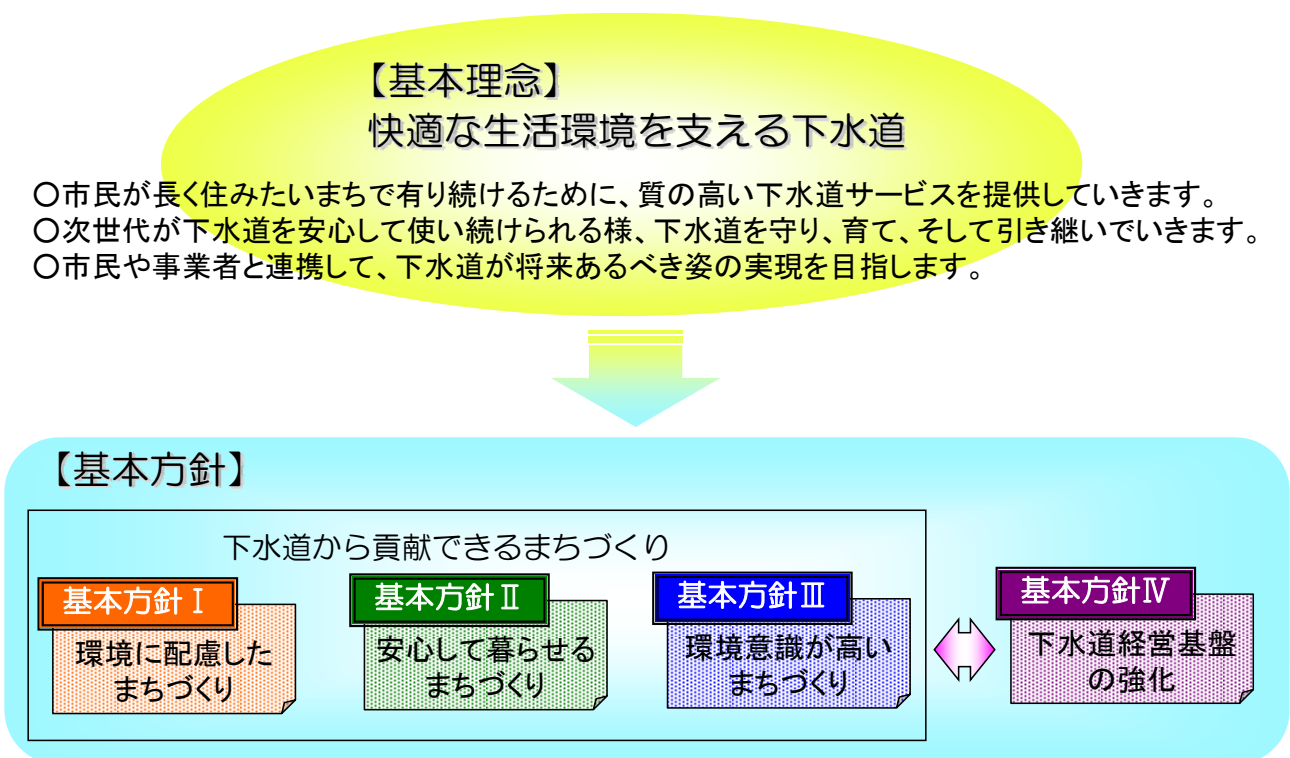 【基本理念】
快適な生活環境を支える下水道
〇市民が長く住みたいまちで有り続けるために、質の高い下水道サービスを提供していきます。
〇次世代が下水道を安心して使い続けられる様、下水道を守り、育て、そして引き継いでいきます。
〇市民や事業者と連携して、下水道が将来あるべき姿の実現を目指します。
【基本方針】
下水道から貢献できるまちづくり
基本方針Ⅰ
環境に配慮した
まちづくり
基本方針Ⅱ
安心して暮らせる
まちづくり
基本方針Ⅲ
環境意識が高い
まちづくり
基本方針Ⅳ
下水道経営基盤
の強化